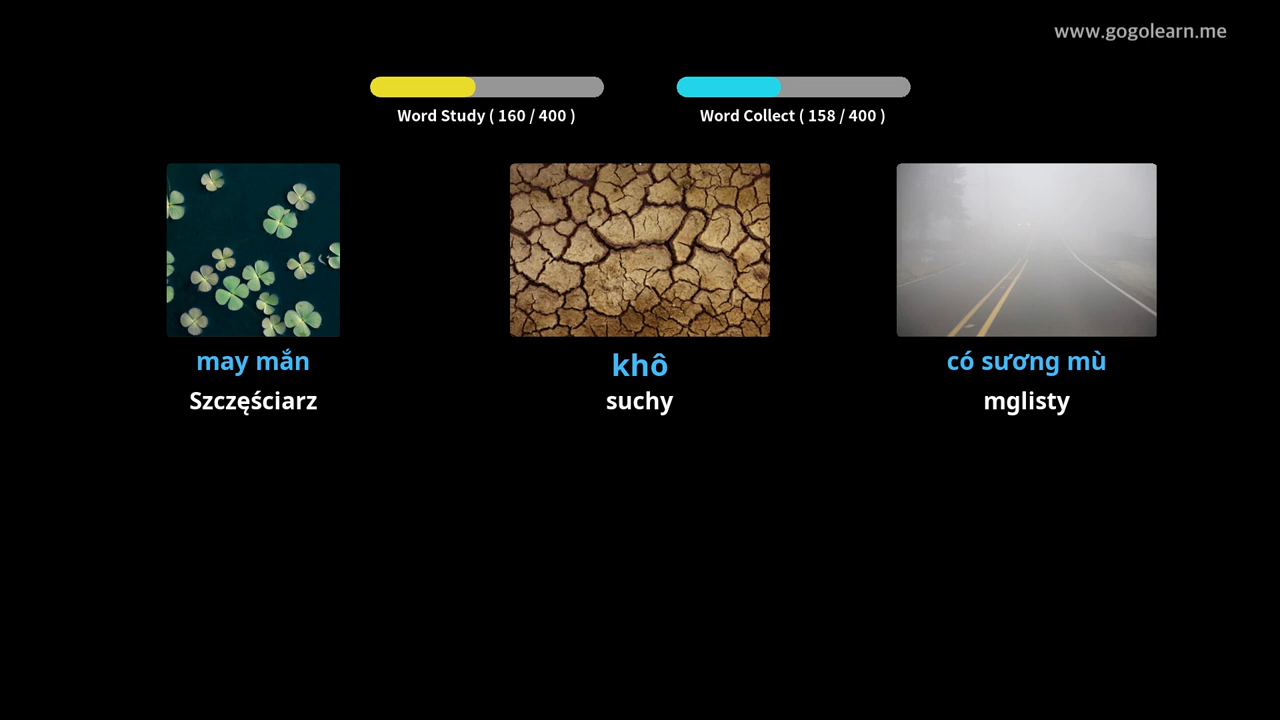 www.gogolearn.me
Word Study ( 160 / 400 )
Word Collect ( 158 / 400 )
may mắn
khô
có sương mù
Szczęściarz
suchy
mglisty